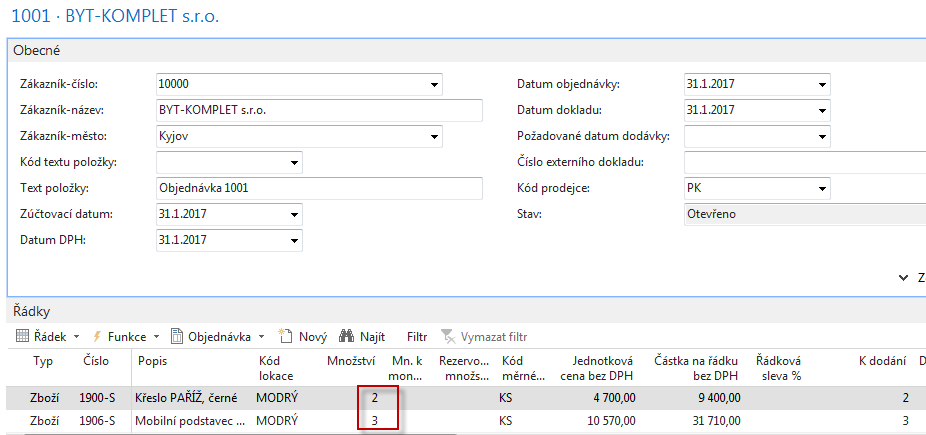 1001 · BYT-KOMPLET s.r.o.
Obecné
Zákazník-číslo: 10000 Datum objednávky: 31.1.2017
Zákazník-název: BYT-KOMPLET s.r.o. Datum dokladu: 31.1.2017
Zákazník-město: Kyjov Požadované datum dodávky:
Kód textu položky: Číslo externího dokladu:
Text položky: Objednávka 1001 Kód prodejce: PK
Zúčtovací datum: 31.1.2017 Stav: Otevřeno
Datum DPH: 31.1.2017
Řádky
Řádek Funkce Objednávka Nový Najít Filtr Vymazat filtr
Typ Číslo Popis Kód lokace Množství Mn. k mon... Rezervo... množs... Kód měrné... Jednotková cena bez DPH Částka na řádku bez DPH Řádková sleva % K dodání
Zboží 1900-S Křeslo PAŘÍŽ, černé MODRÝ 2 KS 4 700,00 9 400,00 2
Zboží 1906-S Mobilní podstavec ... MODRÝ 3 KS 10 570,00 31 710,00 3